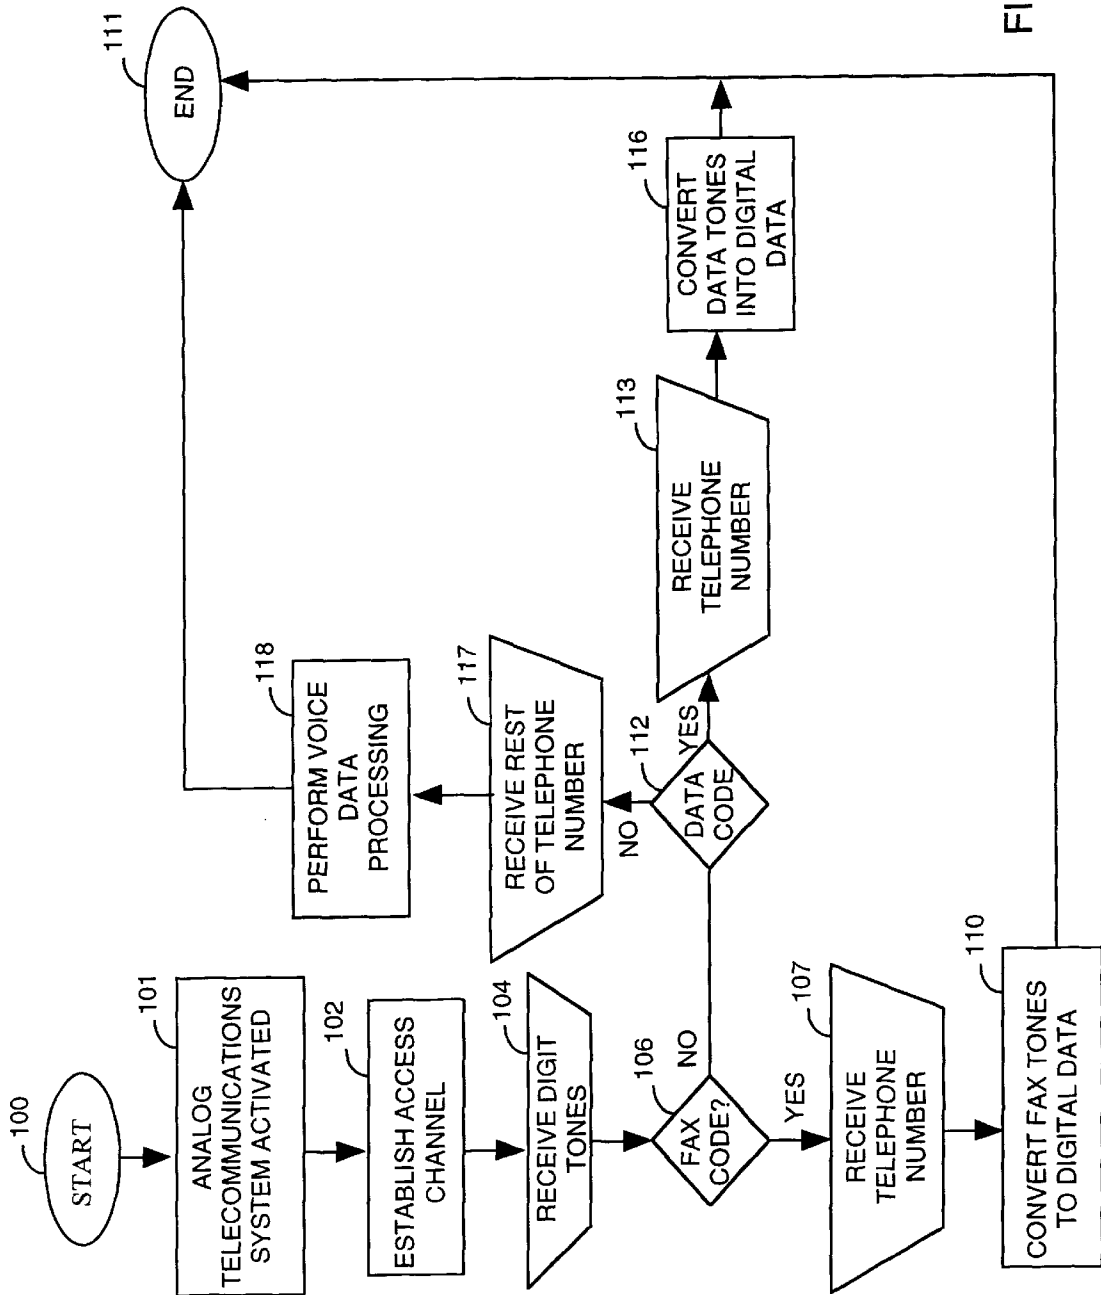 100
START
101
ANALOG
TELECOMMUNICATIONS
SYSTEM ACTIVATED
102
ESTABLISH ACCESS
CHANNEL
104
RECEIVE DIGIT
TONES
106
FAX
CODE?
NO
YES
107
RECEIVE
TELEPHONE
NUMBER
110
CONVERT FAX TONES
TO DIGITAL DATA
112
DATA
CODE
NO
YES
117
RECEIVE REST
OF TELEPHONE
NUMBER
118
PERFORM VOICE
DATA
PROCESSING
113
RECEIVE
TELEPHONE
NUMBER
116
CONVERT
DATA TONES
INTO DIGITAL
DATA
111
END
FI